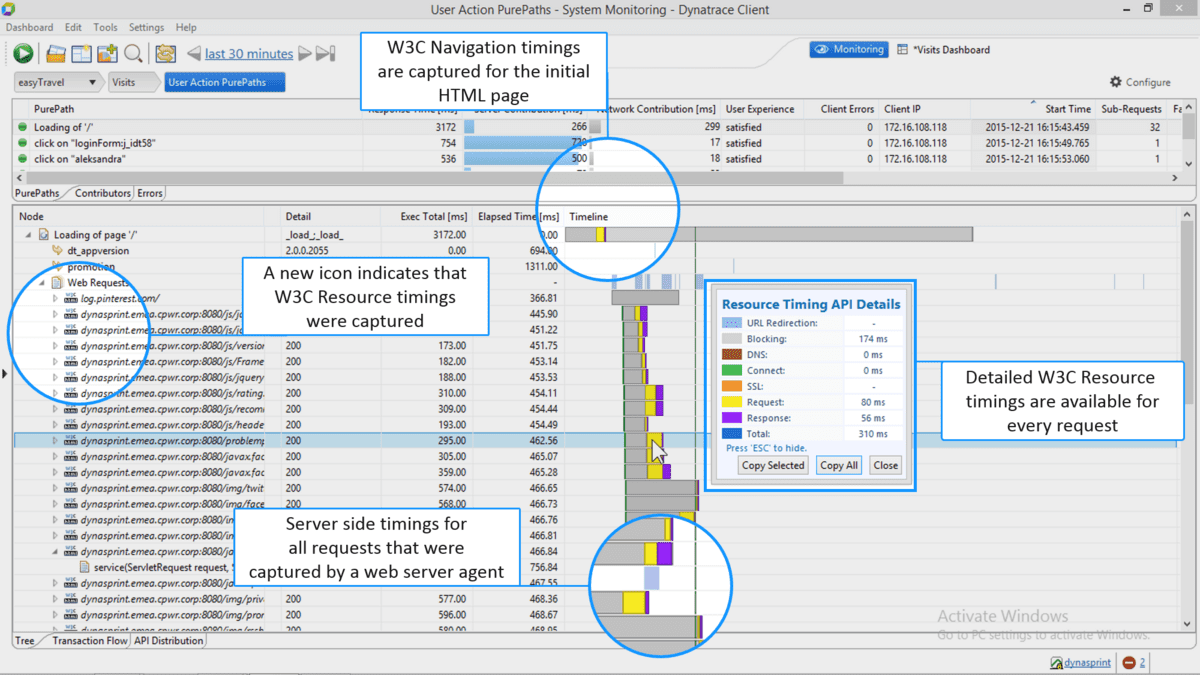 User Action PurePaths - System Monitoring - Dynatrace Client
Dashboard Edit Tools Settings Help
last 30 minutes
Monitoring *Visits Dashboard
easyTravel Visits User Action PurePaths
Configure
W3C Navigation timings
are captured for the initial
HTML page
PurePath Network Contribution [ms] User Experience Client Errors Client IP Start Time Sub-Requests
Loading of '/' 3172 266 299 satisfied 0 172.16.108.118 2015-12-21 16:15:43.459 32
click on "loginForm:j_idt58" 754 17 satisfied 0 172.16.108.118 2015-12-21 16:15:49.765 1
click on "aleksandra" 536 500 18 satisfied 0 172.16.108.118 2015-12-21 16:15:53.060 1
PurePaths Contributors Errors
Node Detail Exec Total [ms] Elapsed Time [ms] Timeline
Loading of page '/' _load_;_load_ 3172.00 0.00
dt_appversion 2.0.0.2055 0.00 694.00
promotion 1311.00
Web Requests -
log.pinterest.com/ 366.81
dynasprint.emea.cpwr.corp:8080/js/jc 445.90
dynasprint.emea.cpwr.corp:8080/js/jc 451.22
dynasprint.emea.cpwr.corp:8080/js/version 200 173.00 451.75
dynasprint.emea.cpwr.corp:8080/js/Frame 200 182.00 453.14
dynasprint.emea.cpwr.corp:8080/js/jquery 200 188.00 453.53
dynasprint.emea.cpwr.corp:8080/js/rating. 200 310.00 454.11
dynasprint.emea.cpwr.corp:8080/js/recom 200 309.00 454.44
dynasprint.emea.cpwr.corp:8080/js/heade 200 193.00 454.49
dynasprint.emea.cpwr.corp:8080/problemp 200 295.00 462.56
dynasprint.emea.cpwr.corp:8080/javax.fac 200 305.00 465.07
dynasprint.emea.cpwr.corp:8080/javax.fac 200 359.00 465.28
dynasprint.emea.cpwr.corp:8080/img/twit 200 574.00 466.65
dynasprint.emea.cpwr.corp:8080/img/face 200 568.00 466.73
dynasprint.emea.cpwr.corp:8080/in 466.76
dynasprint.emea.cpwr.corp:8080/in 466.81
dynasprint.emea.cpwr.corp:8080/ja 466.84
service(ServletRequest request, 756.84
dynasprint.emea.cpwr.corp:8080/ja 467.55
dynasprint.emea.cpwr.corp:8080/img/priv 200 577.00 468.36
dynasprint.emea.cpwr.corp:8080/img/pror 200 596.00 468.67
A new icon indicates that
W3C Resource timings
were captured
Resource Timing API Details
URL Redirection: -
Blocking: 174 ms
DNS: 0 ms
Connect: 0 ms
SSL: -
Request: 80 ms
Response: 56 ms
Total: 310 ms
Press 'ESC' to hide.
Copy Selected Copy All Close
Detailed W3C Resource
timings are available for
every request
Server side timings for
all requests that were
captured by a web server agent
Activate Windows
Go to PC settings to activate Windows.
Tree Transaction Flow API Distribution
dynasprint 2